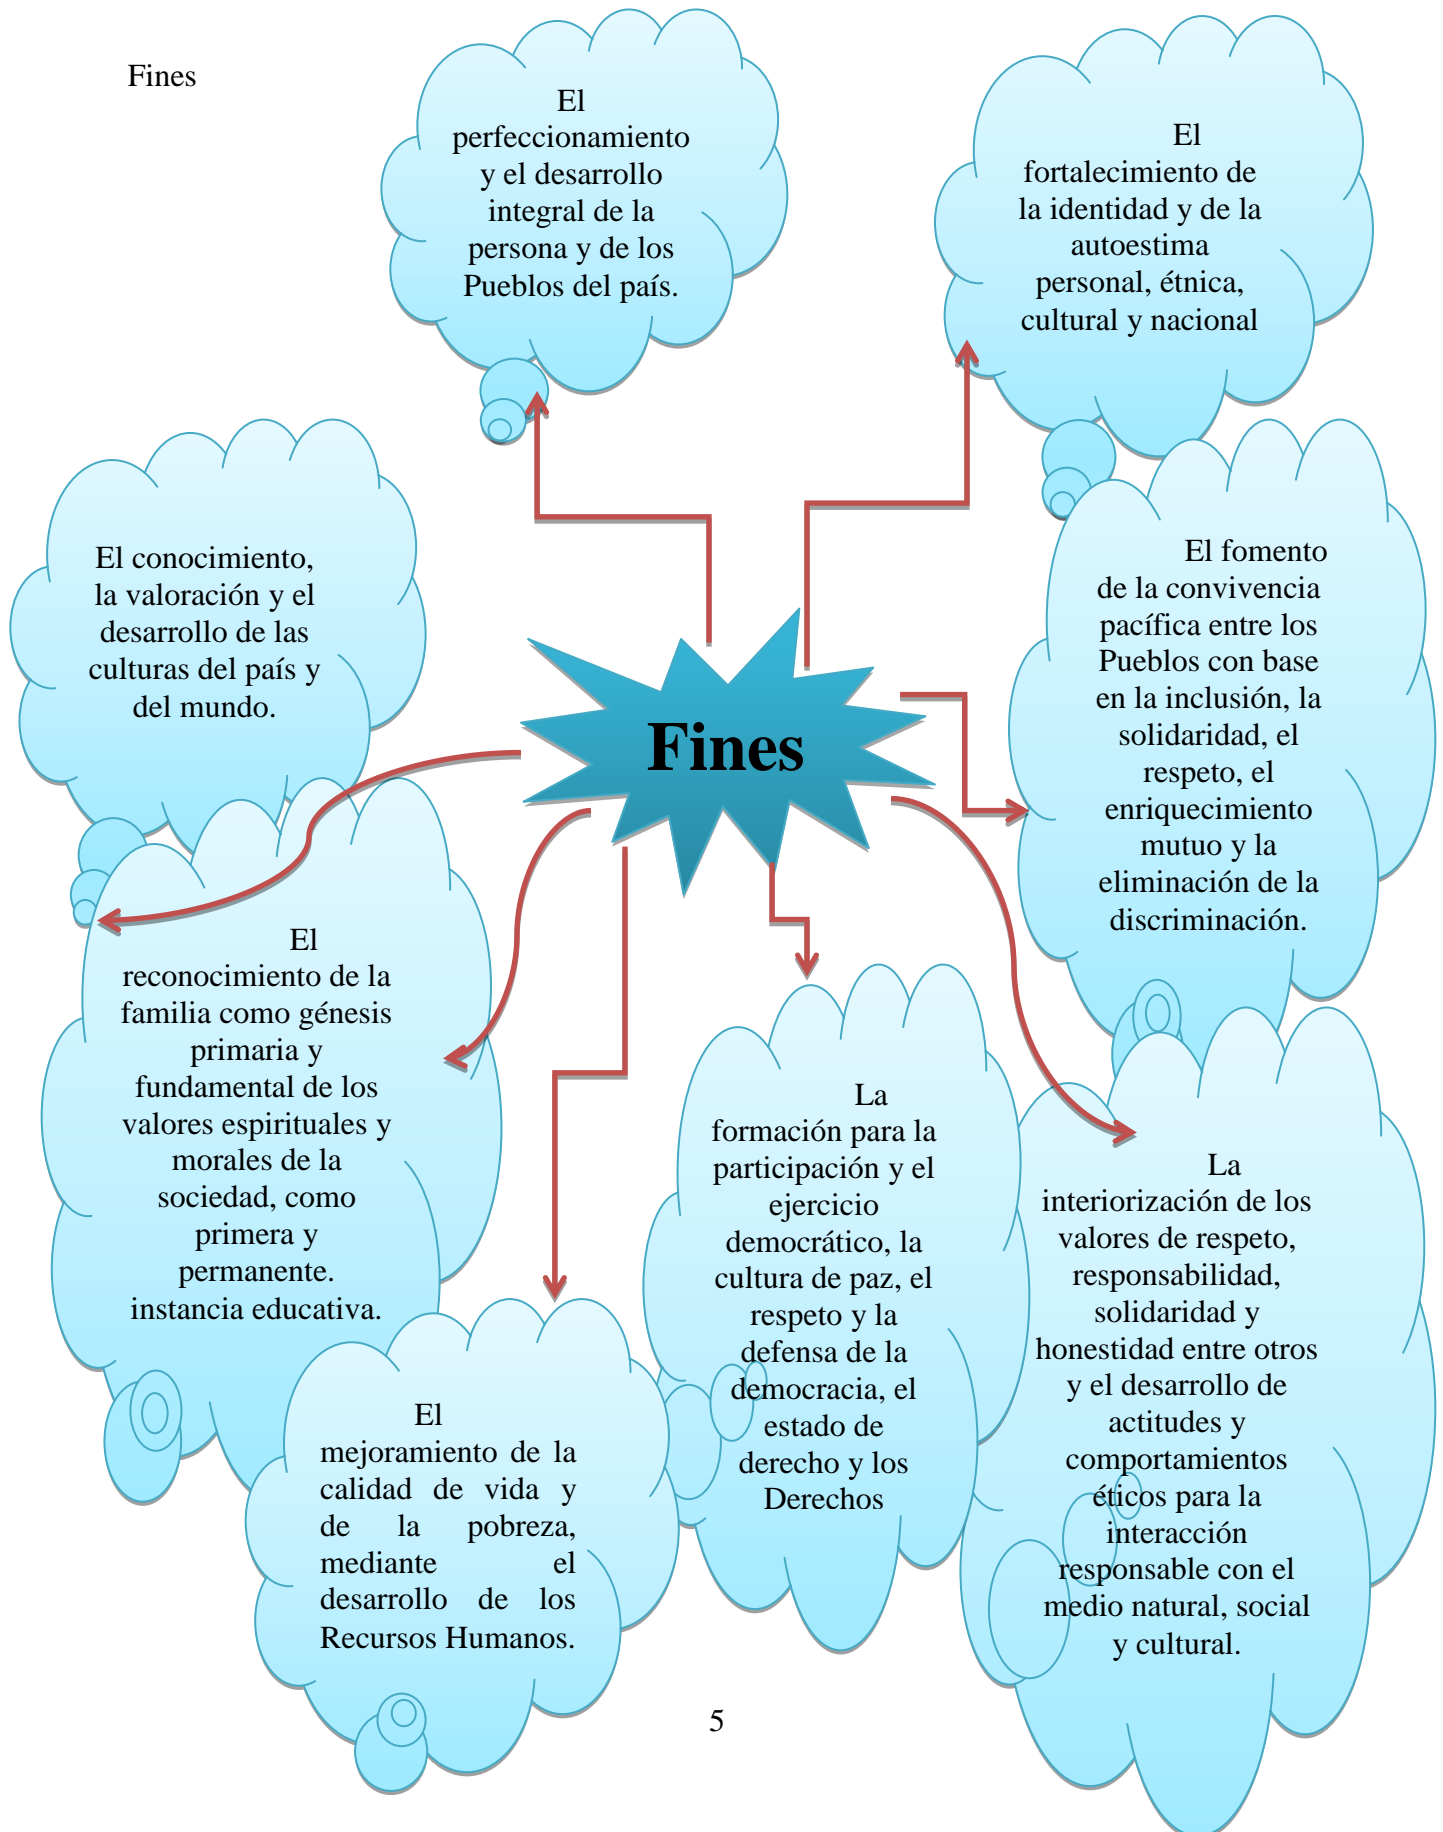 Fines
El
perfeccionamiento
y el desarrollo
integral de la
persona y de los
Pueblos del país.
El
fortalecimiento de
la identidad y de la
autoestima
personal, étnica,
cultural y nacional
El conocimiento,
la valoración y el
desarrollo de las
culturas del país y
del mundo.
El fomento
de la convivencia
pacífica entre los
Pueblos con base
en la inclusión, la
solidaridad, el
respeto, el
enriquecimiento
mutuo y la
eliminación de la
discriminación.
Fines
El
reconocimiento de la
familia como génesis
primaria y
fundamental de los
valores espirituales y
morales de la
sociedad, como
primera y
permanente.
instancia educativa.
La
formación para la
participación y el
ejercicio
democrático, la
cultura de paz, el
respeto y la
defensa de la
democracia, el
estado de
derecho y los
Derechos
La
interiorización de los
valores de respeto,
responsabilidad,
solidaridad y
honestidad entre otros
y el desarrollo de
actitudes y
comportamientos
éticos para la
interacción
responsable con el
medio natural, social
y cultural.
El
mejoramiento de la
calidad de vida y
de la pobreza,
mediante el
desarrollo de los
Recursos Humanos.
5